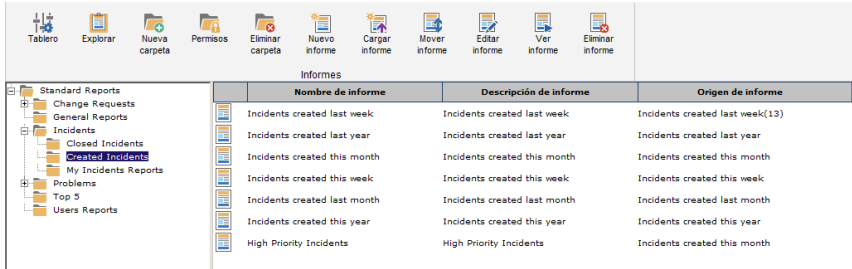 Tablero Explorar Nueva carpeta Permisos Eliminar carpeta Nuevo informe Cargar informe Mover informe Editar informe Ver informe Eliminar informe
Informes
Standard Reports
Change Requests
General Reports
Incidents
Closed Incidents
Created Incidents
My Incidents Reports
Problems
Top 5
Users Reports
Nombre de informe Descripción de informe Origen de informe
Incidents created last week Incidents created last week Incidents created last week(13)
Incidents created last year Incidents created last year Incidents created last year
Incidents created this month Incidents created this month Incidents created this month
Incidents created this week Incidents created this week Incidents created this week
Incidents created last month Incidents created last month Incidents created last month
Incidents created this year Incidents created this year Incidents created this year
High Priority Incidents High Priority Incidents Incidents created this month